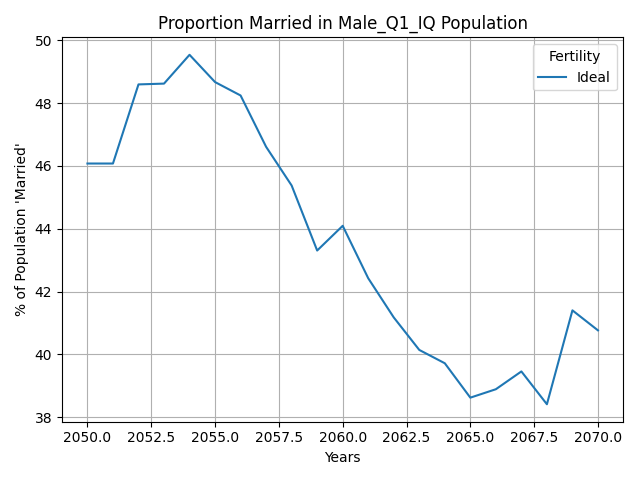 Proportion Married in Male_Q1_IQ Population
Fertility
Ideal
% of Population 'Married'
50
48
46
44
42
40
38
2050.0 2052.5 2055.0 2057.5 2060.0 2062.5 2065.0 2067.5 2070.0
Years